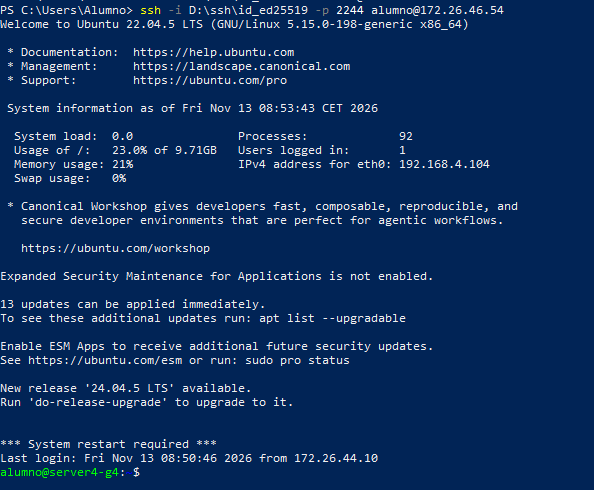 PS C:\Users\Alumno> ssh -i D:\ssh\id_ed25519 -p 2244 alumno@172.26.46.54
Welcome to Ubuntu 22.04.5 LTS (GNU/Linux 5.15.0-198-generic x86_64)
* Documentation:  https://help.ubuntu.com
* Management:     https://landscape.canonical.com
* Support:        https://ubuntu.com/pro
System information as of Fri Nov 13 08:53:43 CET 2026
System load:  0.0                Processes:             92
Usage of /:   23.0% of 9.71GB    Users logged in:       1
Memory usage: 21%                IPv4 address for eth0: 192.168.4.104
Swap usage:   0%
* Canonical Workshop gives developers fast, composable, reproducible, and
secure developer environments that are perfect for agentic workflows.
https://ubuntu.com/workshop
Expanded Security Maintenance for Applications is not enabled.
13 updates can be applied immediately.
To see these additional updates run: apt list --upgradable
Enable ESM Apps to receive additional future security updates.
See https://ubuntu.com/esm or run: sudo pro status
New release '24.04.5 LTS' available.
Run 'do-release-upgrade' to upgrade to it.
*** System restart required ***
Last login: Fri Nov 13 08:50:46 2026 from 172.26.44.10
alumno@server4-g4: $